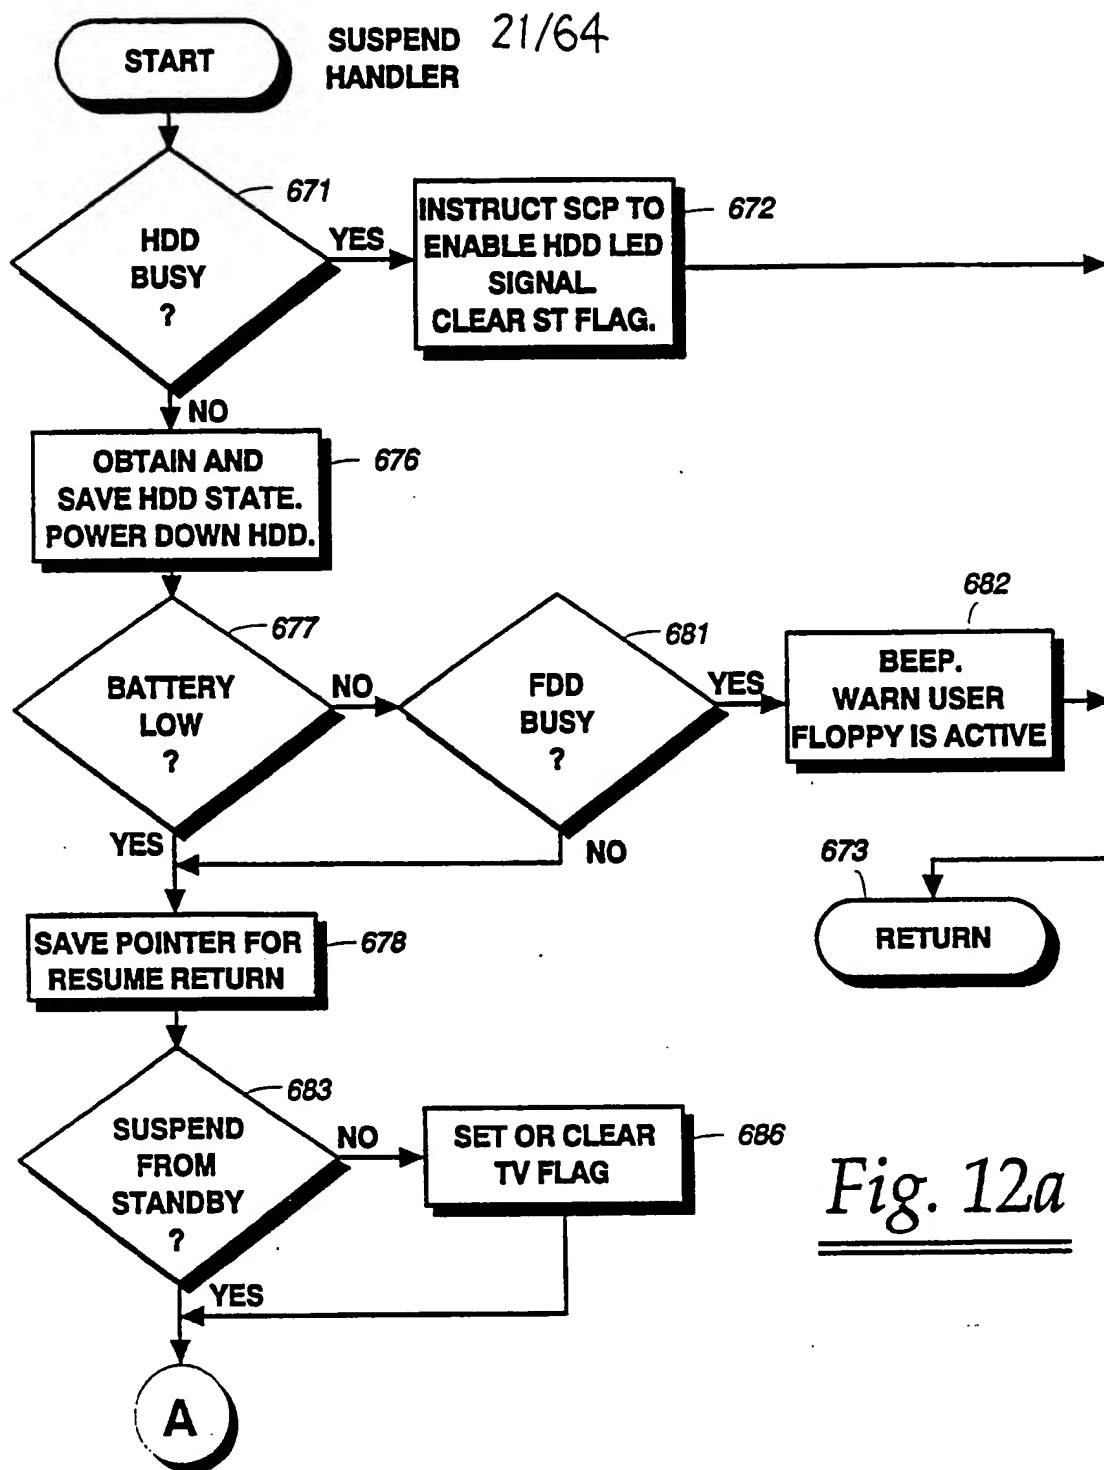 START
SUSPEND
HANDLER
21/64
671
HDD
BUSY
?
YES
INSTRUCT SCP TO
ENABLE HDD LED
SIGNAL.
CLEAR ST FLAG.
672
NO
OBTAIN AND
SAVE HDD STATE.
POWER DOWN HDD.
676
677
BATTERY
LOW
?
NO
681
FDD
BUSY
?
YES
682
BEEP.
WARN USER
FLOPPY IS ACTIVE
YES
NO
673
RETURN
SAVE POINTER FOR
RESUME RETURN
678
683
SUSPEND
FROM
STANDBY
?
NO
SET OR CLEAR
TV FLAG
686
YES
A
Fig. 12a